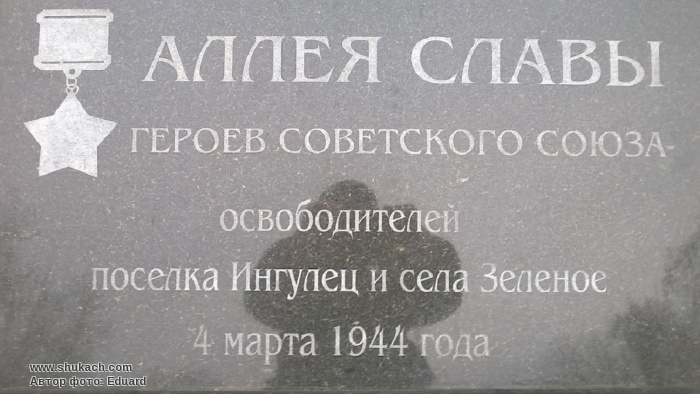 АЛЛЕЯ СЛАВЫ
ГЕРОЕВ СОВЕТСКОГО СОЮЗА-
освободителей
поселка Ингулец и села Зеленое
4 марта 1944 года
www.shukach.com
Автор фото: Eduard